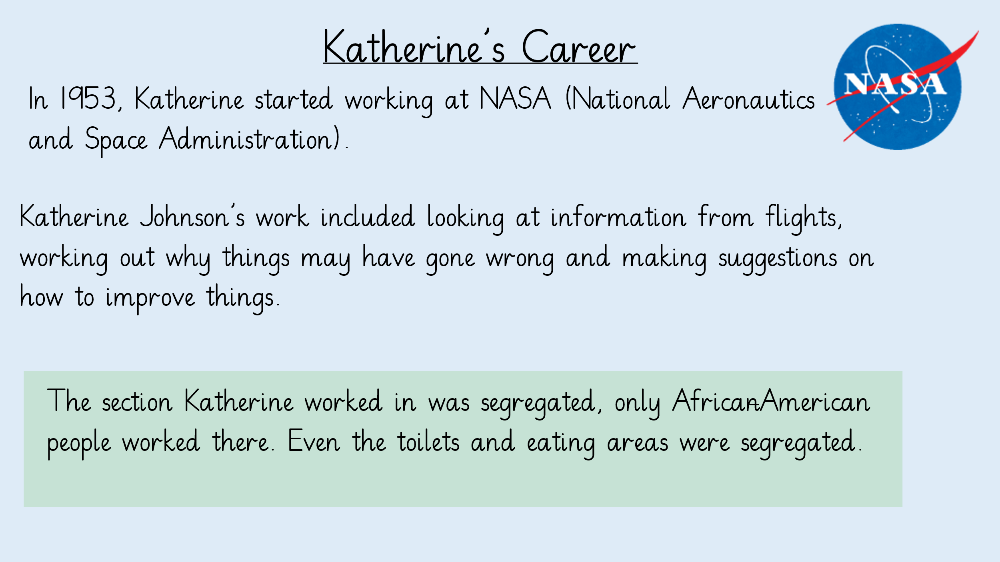 Katherine’s Career
NASA
In 1953, Katherine started working at NASA (National Aeronautics
and Space Administration).
Katherine Johnson’s work included looking at information from flights,
working out why things may have gone wrong and making suggestions on
how to improve things.
The section Katherine worked in was segregated, only African-American
people worked there. Even the toilets and eating areas were segregated.